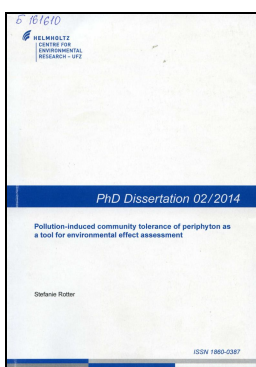 5 161610
HELMHOLTZ
CENTRE FOR
ENVIRONMENTAL
RESEARCH – UFZ
PhD Dissertation 02/2014
Pollution-induced community tolerance of periphyton as
a tool for environmental effect assessment
Stefanie Rotter
ISSN 1860-0387